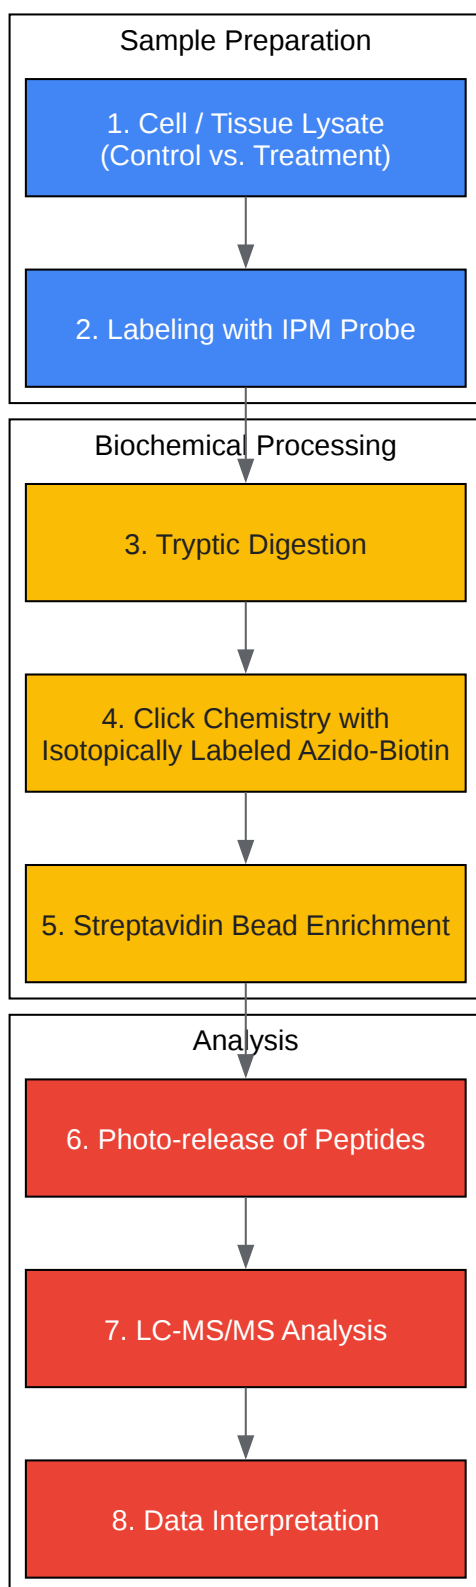 Sample Preparation
1. Cell / Tissue Lysate
(Control vs. Treatment)
2. Labeling with IPM Probe
Biochemical Processing
3. Tryptic Digestion
4. Click Chemistry with
Isotopically Labeled Azido-Biotin
5. Streptavidin Bead Enrichment
Analysis
6. Photo-release of Peptides
7. LC-MS/MS Analysis
8. Data Interpretation